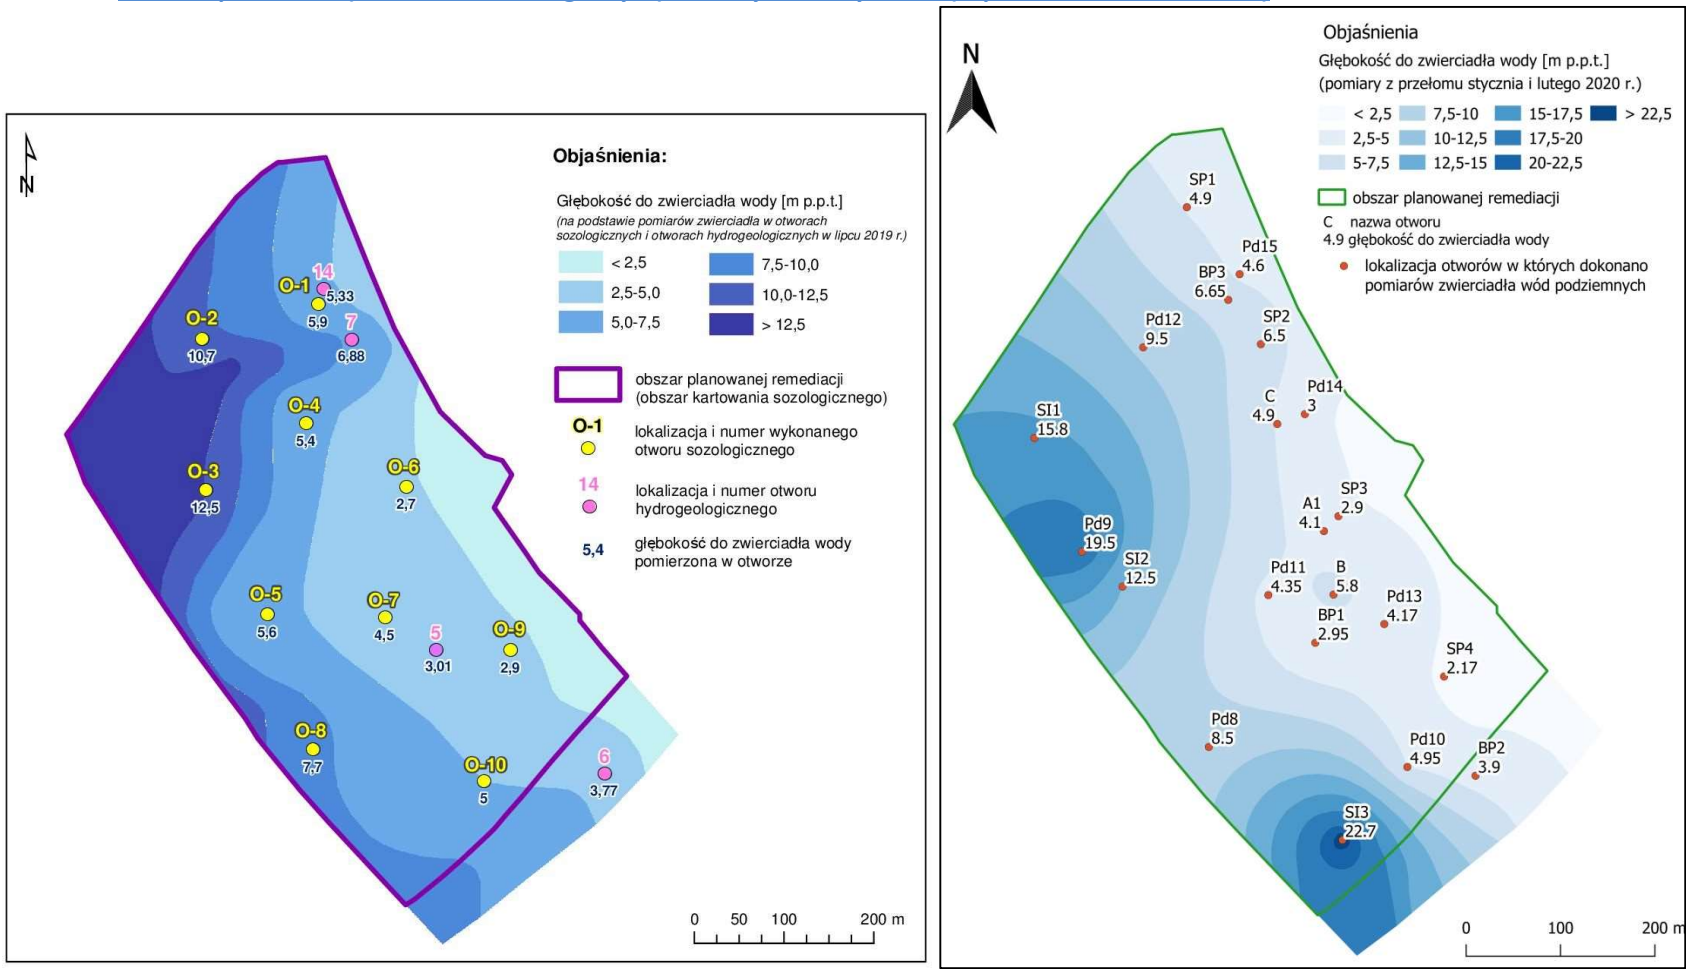 N
Objaśnienia:
Głębokość do zwierciadła wody [m p.p.t.]
(na podstawie pomiarów zwierciadła w otworach
sozologicznych i otworach hydrogeologicznych w lipcu 2019 r.)
< 2,5
7,5-10,0
2,5-5,0
10,0-12,5
5,0-7,5
> 12,5
obszar planowanej remediacji
(obszar kartowania sozologicznego)
O-1
lokalizacja i numer wykonanego
otworu sozologicznego
14
lokalizacja i numer otworu
hydrogeologicznego
5,4
głębokość do zwierciadła wody
pomierzona w otworze
14
O-1
5,33
5,9
O-2
10,7
7
6,88
O-4
5,4
O-3
12,5
O-6
2,7
O-5
5,6
O-7
4,5
5
3,01
O-9
2,9
O-8
7,7
O-10
5
6
3,77
0 50 100 200 m
N
Objaśnienia
Głębokość do zwierciadła wody [m p.p.t.]
(pomiary z przełomu stycznia i lutego 2020 r.)
< 2,5 7,5-10 15-17,5 > 22,5
2,5-5 10-12,5 17,5-20
5-7,5 12,5-15 20-22,5
obszar planowanej remediacji
C nazwa otworu
4.9 głębokość do zwierciadła wody
lokalizacja otworów w których dokonano
pomiarów zwierciadła wód podziemnych
SP1
4.9
Pd15
4.6
BP3
6.65
Pd12
9.5
SP2
6.5
Pd14
3
C
4.9
SI1
15.8
SP3
2.9
A1
4.1
Pd9
19.5
SI2
12.5
Pd11
4.35
B
5.8
Pd13
4.17
BP1
2.95
SP4
2.17
Pd8
8.5
Pd10
4.95
BP2
3.9
SI3
22.7
0 100 200 m